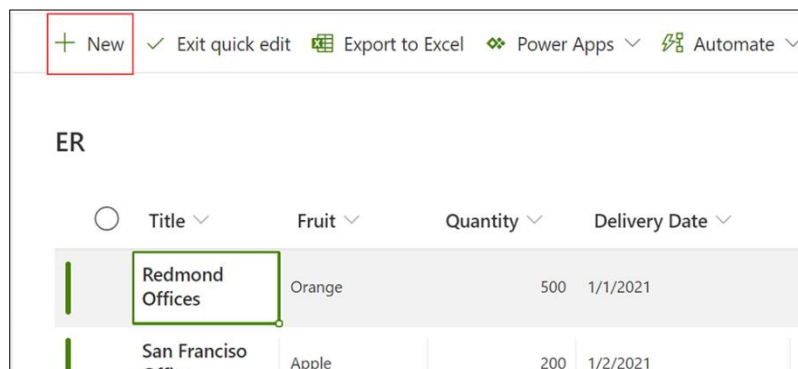 New Exit quick edit Export to Excel Power Apps Automate
ER
Title Fruit Quantity Delivery Date
Redmond
Offices Orange 500 1/1/2021
San Franciso
Apple 200 1/2/2021